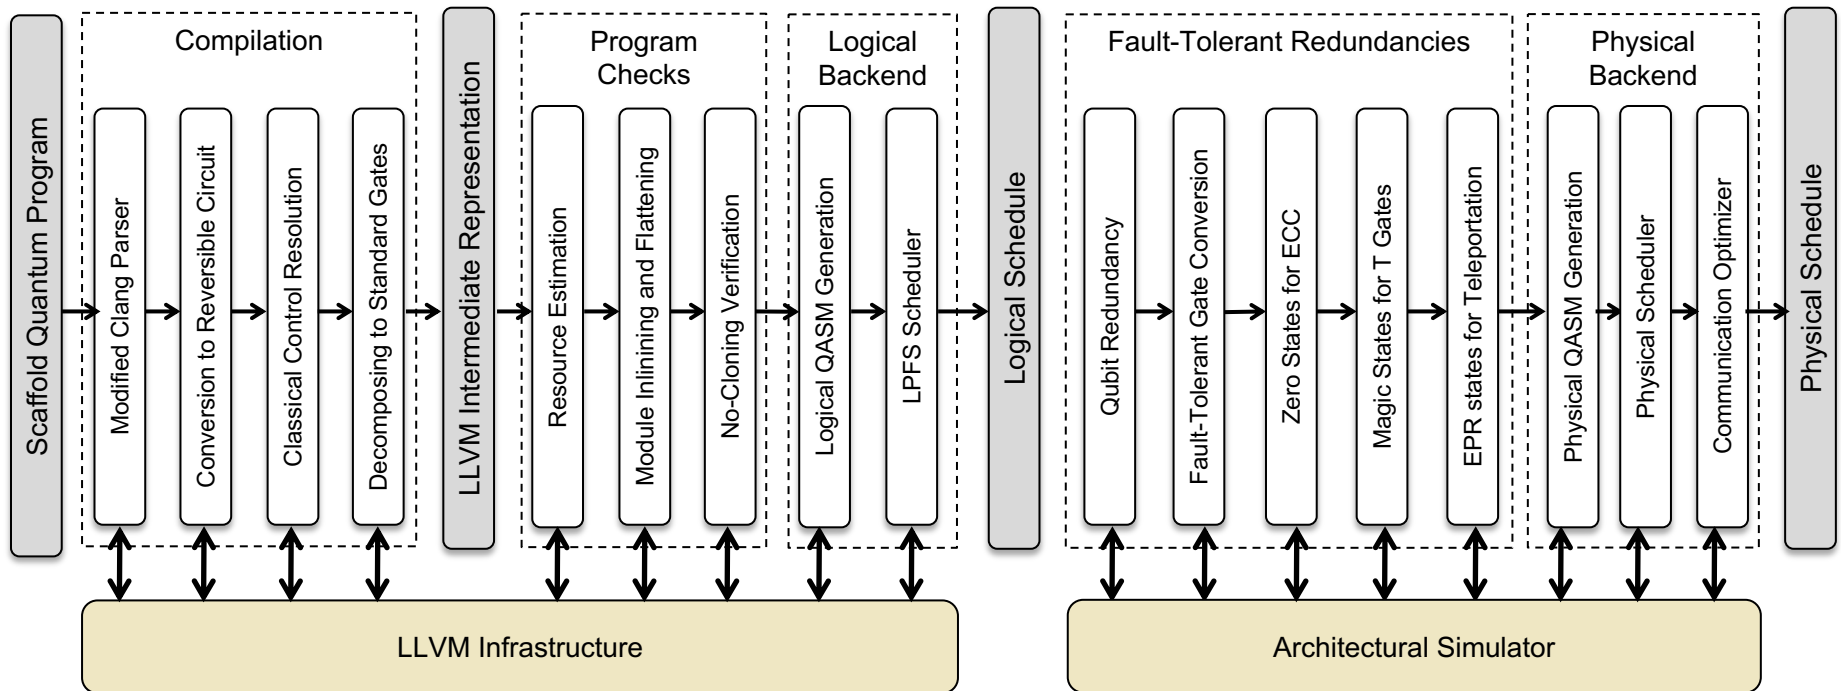 Scaffold Quantum Program
Compilation
Modified Clang Parser
Conversion to Reversible Circuit
Classical Control Resolution
Decomposing to Standard Gates
LLVM Intermediate Representation
Program
Checks
Resource Estimation
Module Inlinining and Flattening
No-Cloning Verification
Logical
Backend
Logical QASM Generation
LPFS Scheduler
Logical Schedule
Fault-Tolerant Redundancies
Qubit Redundancy
Fault-Tolerant Gate Conversion
Zero States for ECC
Magic States for T Gates
EPR states for Teleportation
Physical
Backend
Physical QASM Generation
Physical Scheduler
Communication Optimizer
Physical Schedule
LLVM Infrastructure
Architectural Simulator